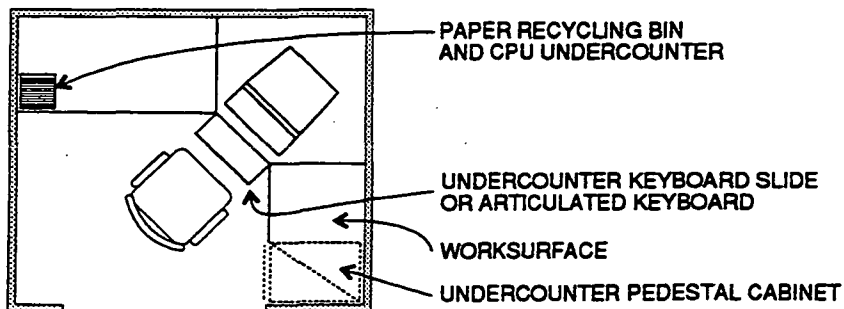 PAPER RECYCLING BIN
AND CPU UNDERCOUNTER
UNDERCOUNTER KEYBOARD SLIDE
OR ARTICULATED KEYBOARD
WORKSURFACE
UNDERCOUNTER PEDESTAL CABINET